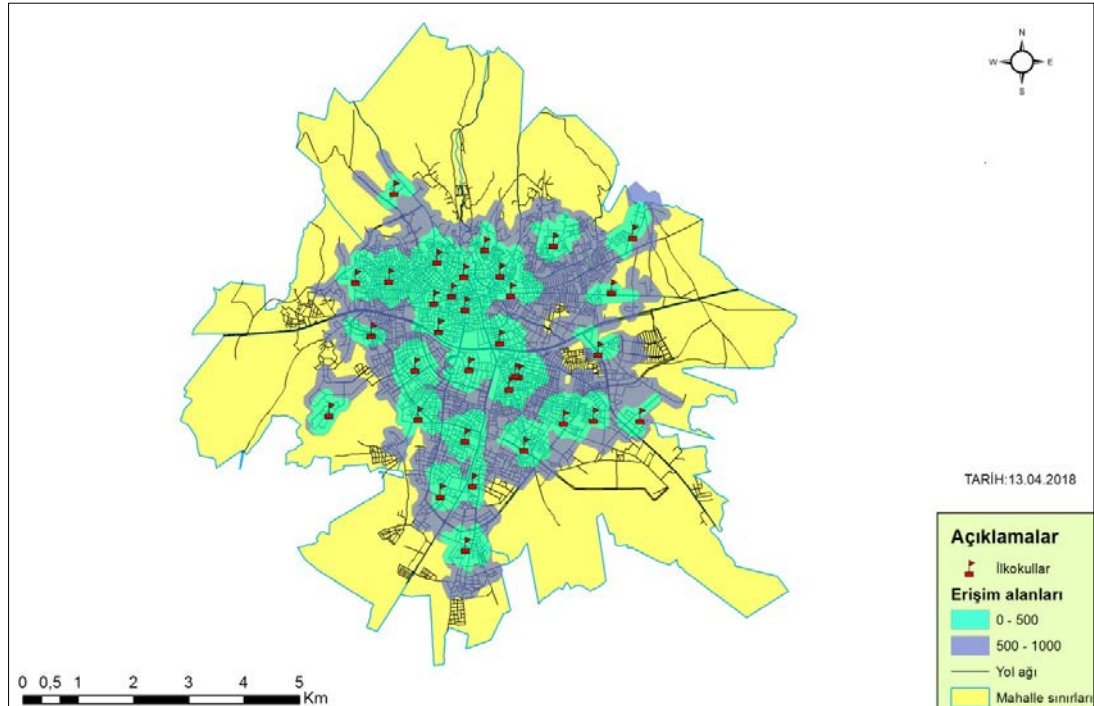 N
W E
S
TARİH:13.04.2018
Açıklamalar
İlkokullar
Erişim alanları
0 - 500
500 - 1000
Yol ağı
Mahalle sınırları
0 0,5 1 2 3 4 5
Km